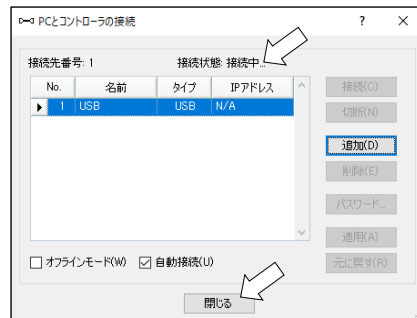 PCとコントローラの接続
接続先番号: 1 接続状態: 接続中...
No. 名前 タイプ IPアドレス
1 USB USB N/A
接続(C)
切断(N)
追加(D)
削除(E)
パスワード...
適用(A)
元に戻す(R)
オフラインモード(W) 自動接続(U)
閉じる